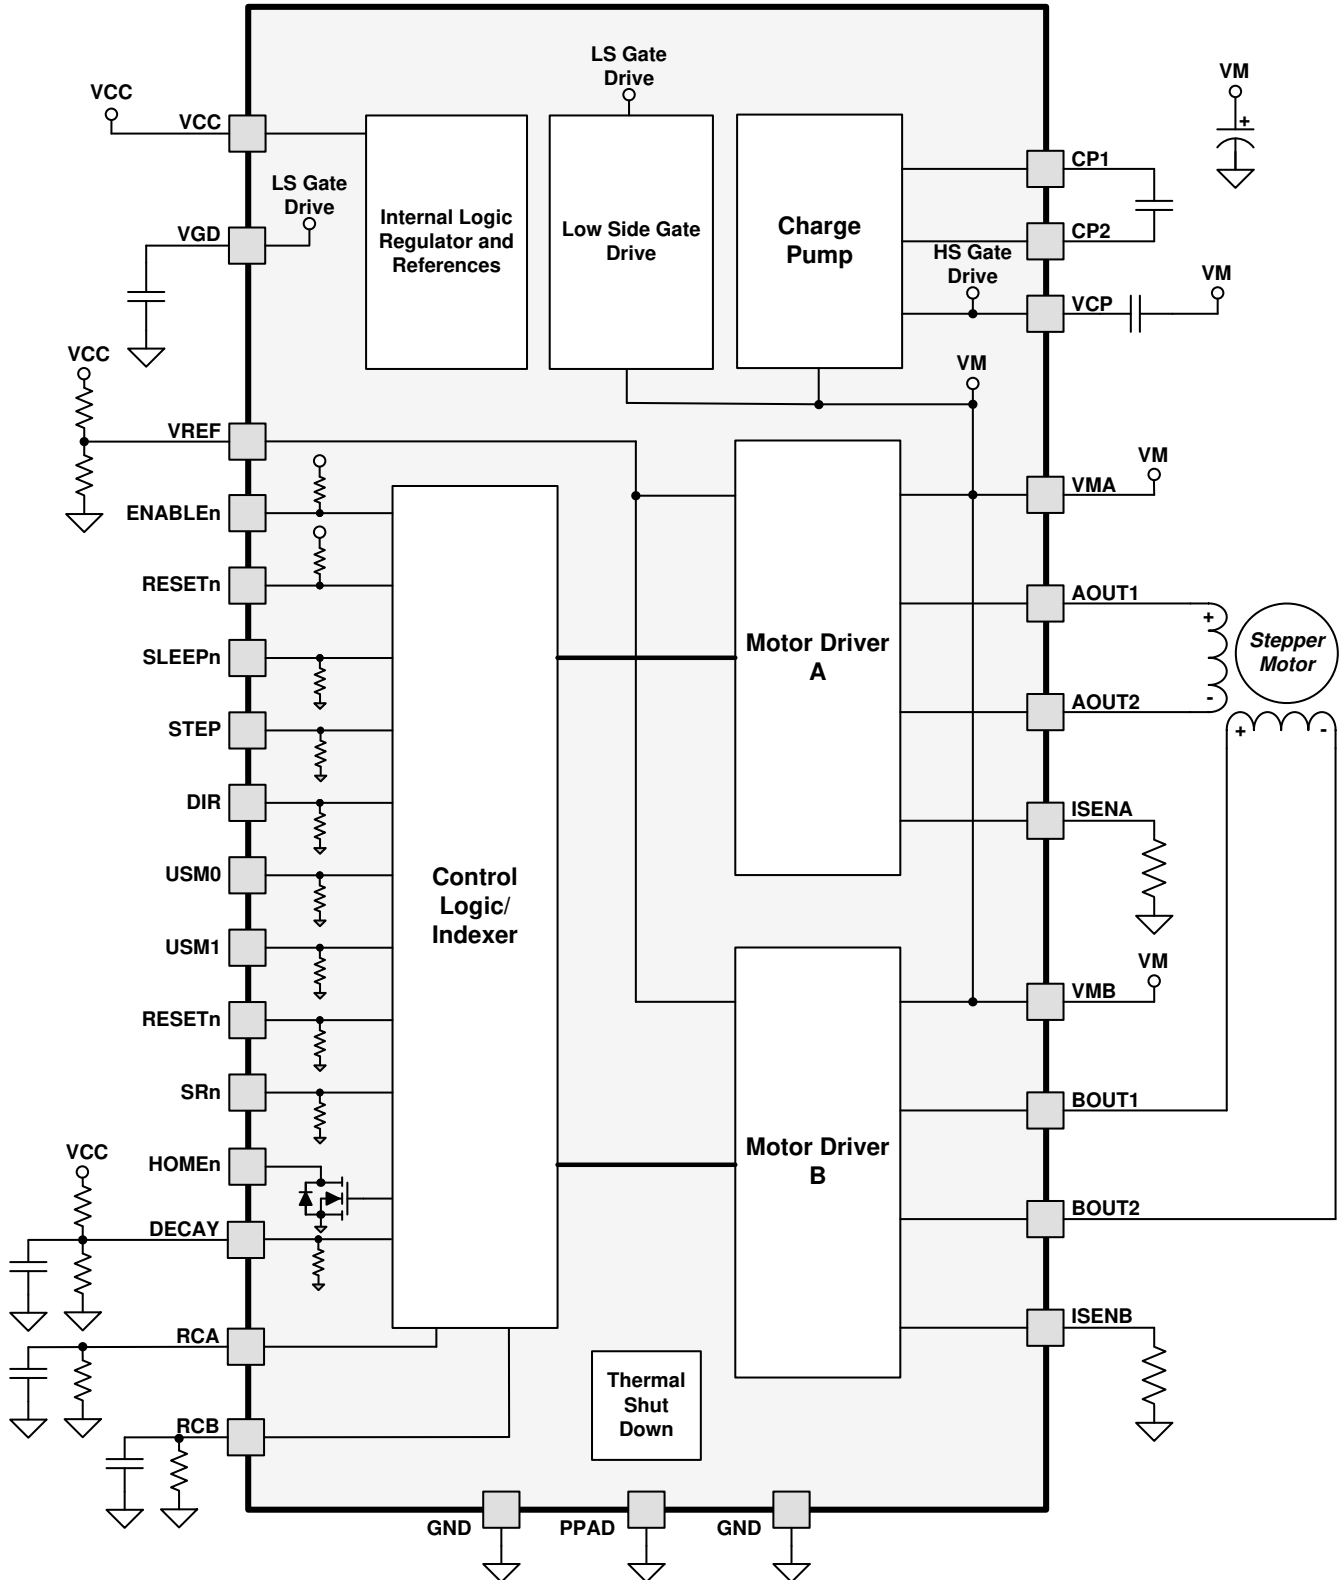 LS Gate
Drive
VM
VCC
VCC
+
CP1
LS Gate
Drive
Internal Logic
Regulator and
References
Low Side Gate
Drive
Charge
Pump
VGD
CP2
HS Gate
Drive
VM
VCP
VCC
VM
VREF
VM
VMA
ENABLEn
RESETn
AOUT1
+
Stepper
Motor
Motor Driver
A
SLEEPn
-
AOUT2
STEP
+
-
DIR
ISENA
USM0
Control
Logic/
Indexer
USM1
VM
VMB
RESETn
SRn
BOUT1
VCC
HOMEn
Motor Driver
B
BOUT2
DECAY
ISENB
RCA
Thermal
Shut
Down
RCB
GND
PPAD
GND